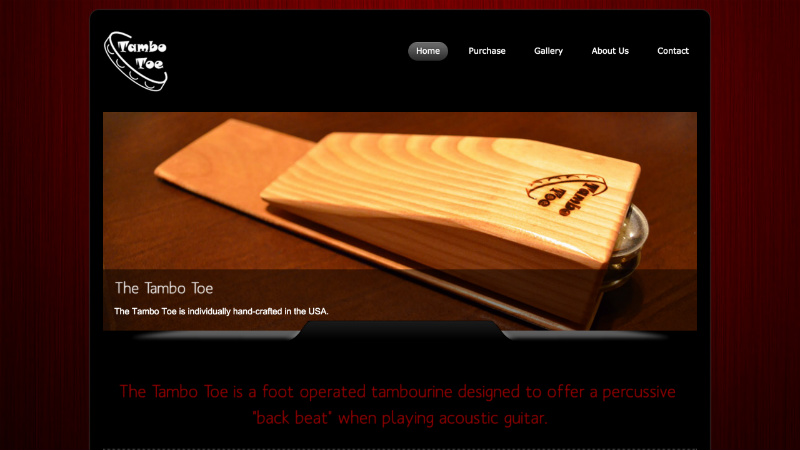 Tambo
Toe
Home
Purchase
Gallery
About Us
Contact
Tambo
Toe
The Tambo Toe
The Tambo Toe is individually hand-crafted in the USA.
The Tambo Toe is a foot operated tambourine designed to offer a percussive
"back beat" when playing acoustic guitar.